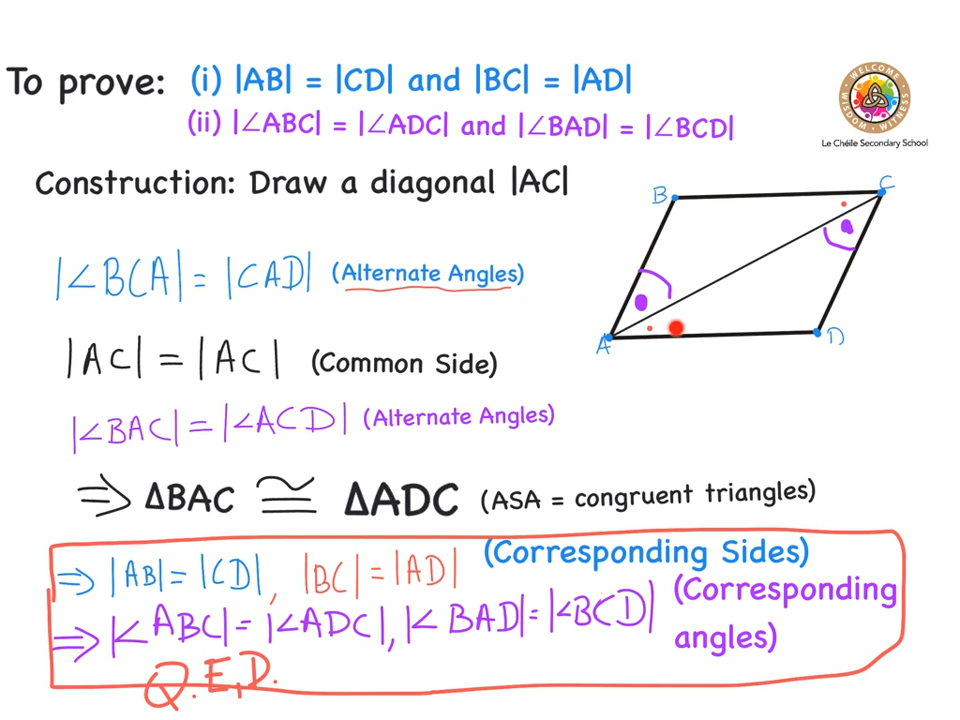 To prove: (i) |AB| = |CD| and |BC| = |AD|
(ii) |∠ABC| = |∠ADC| and |∠BAD| = |∠BCD|
WELCOME WISDOM WITNESS
Le Chéile Secondary School
Construction: Draw a diagonal |AC|
B
C
A
D
|∠BCA| = |CAD| (Alternate Angles)
|AC| = |AC| (Common Side)
|∠BAC| = |∠ACD| (Alternate Angles)
⇒ ΔBAC ≅ ΔADC (ASA = congruent triangles)
⇒ |AB| = |CD|, |BC| = |AD| (Corresponding Sides)
⇒ |∠ABC| = |∠ADC|, |∠BAD| = |∠BCD| (Corresponding
angles)
Q.E.D.